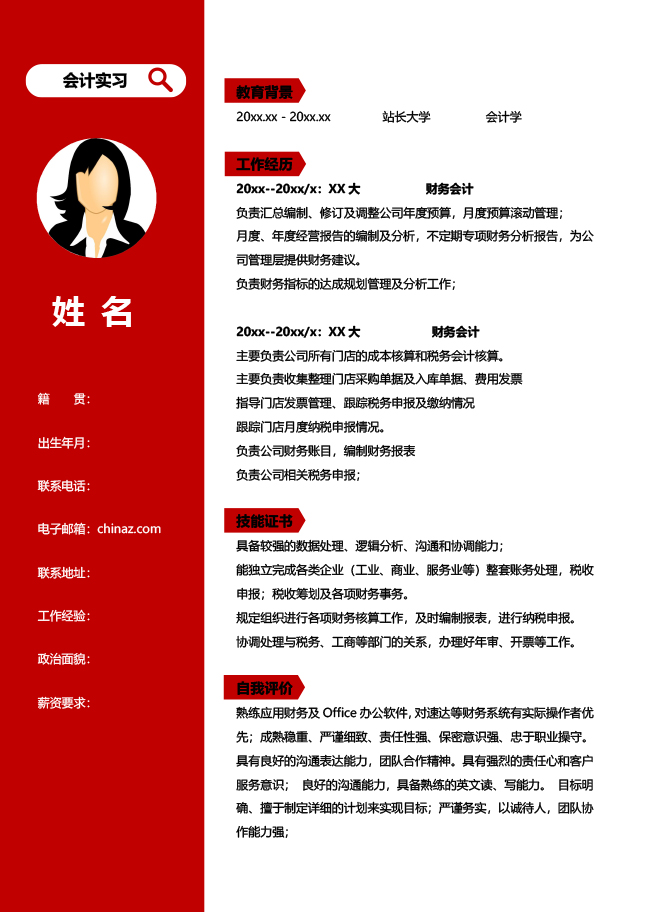 会计实习
姓 名
籍　　贯：
出生年月：
联系电话：
电子邮箱：chinaz.com
联系地址：
工作经验：
政治面貌：
薪资要求：
教育背景
20xx.xx - 20xx.xx 站长大学 会计学
工作经历
20xx--20xx/x：XX 大 财务会计
负责汇总编制、修订及调整公司年度预算，月度预算滚动管理；
月度、年度经营报告的编制及分析，不定期专项财务分析报告，为公
司管理层提供财务建议。
负责财务指标的达成规划管理及分析工作；
20xx--20xx/x：XX 大 财务会计
主要负责公司所有门店的成本核算和税务会计核算。
主要负责收集整理门店采购单据及入库单据、费用发票
指导门店发票管理、跟踪税务申报及缴纳情况
跟踪门店月度纳税申报情况。
负责公司财务账目，编制财务报表
负责公司相关税务申报；
技能证书
具备较强的数据处理、逻辑分析、沟通和协调能力；
能独立完成各类企业（工业、商业、服务业等）整套账务处理，税收
申报；税收筹划及各项财务事务。
规定组织进行各项财务核算工作，及时编制报表，进行纳税申报。
协调处理与税务、工商等部门的关系，办理好年审、开票等工作。
自我评价
熟练应用财务及 Office 办公软件，对速达等财务系统有实际操作者优
先；成熟稳重、严谨细致、责任性强、保密意识强、忠于职业操守。
具有良好的沟通表达能力，团队合作精神。具有强烈的责任心和客户
服务意识； 良好的沟通能力，具备熟练的英文读、写能力。 目标明
确、擅于制定详细的计划来实现目标；严谨务实，以诚待人，团队协
作能力强；